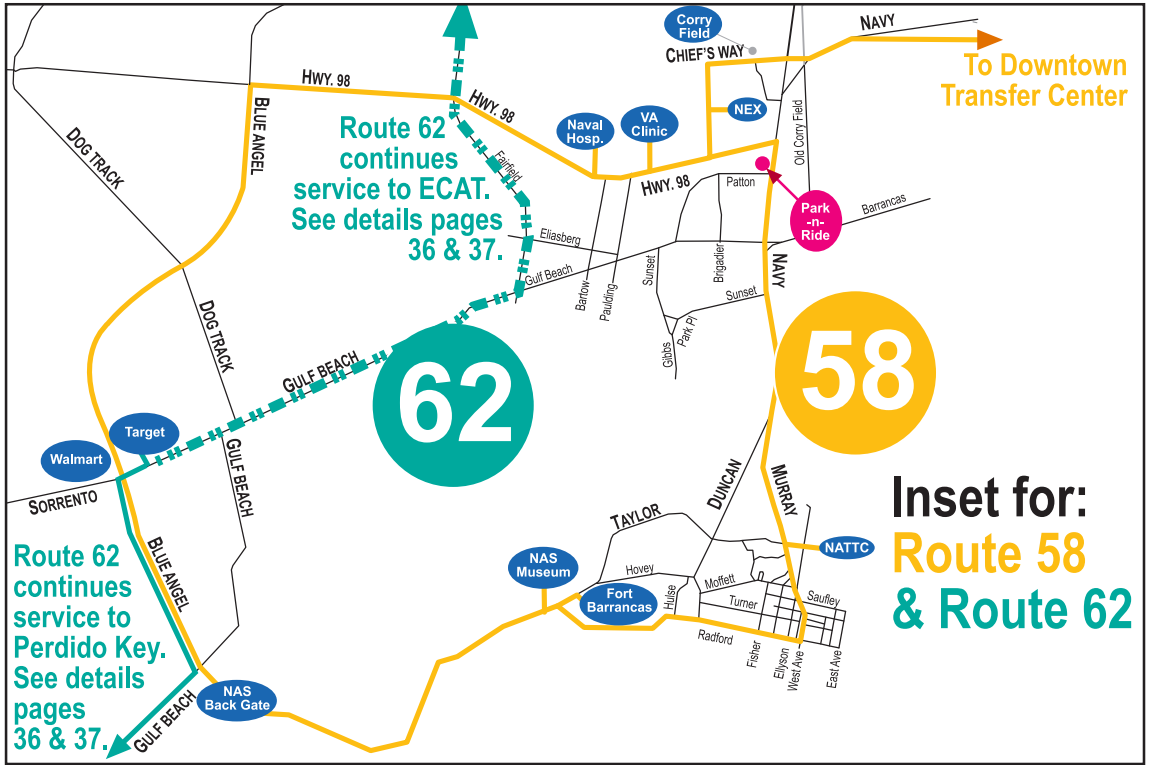 Corry
Field
NAVY
CHIEF'S WAY
To Downtown
Transfer Center
HWY. 98
HWY. 98
BLUE ANGEL
NEX
Naval
Hosp.
VA
Clinic
Old Corry Field
DOG TRACK
Route 62
continues
service to ECAT.
See details pages
36 & 37.
Fairfield
HWY. 98
Patton
Park
-n-
Ride
Barrancas
Eliasberg
Gulf Beach
Bartow
Paulding
Sunset
Brigadier
NAVY
Sunset
Gibbs
Park Pl
DOG TRACK
GULF BEACH
62
58
Target
Walmart
SORRENTO
GULF BEACH
DUNCAN
MURRAY
Inset for:
Route 58
& Route 62
TAYLOR
NATTC
Route 62
continues
service to
Perdido Key.
See details
pages
36 & 37.
BLUE ANGEL
NAS
Museum
Hovey
Fort
Barrancas
Hulse
Moffett
Turner
Saufley
Radford
Fisher
Ellyson
West Ave
East Ave
NAS
Back Gate
GULF BEACH